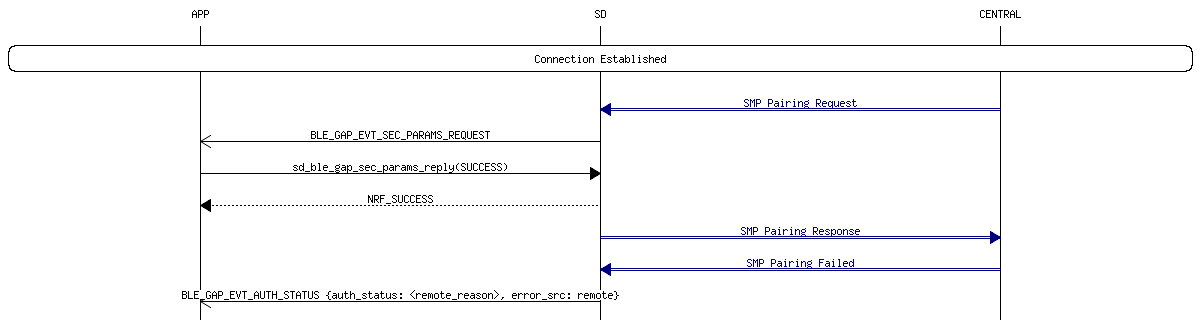 APP SD CENTRAL
Connection Established
SMP Pairing Request
BLE_GAP_EVT_SEC_PARAMS_REQUEST
sd_ble_gap_sec_params_reply(SUCCESS)
NRF_SUCCESS
SMP Pairing Response
SMP Pairing Failed
BLE_GAP_EVT_AUTH_STATUS {auth_status: <remote_reason>, error_src: remote}